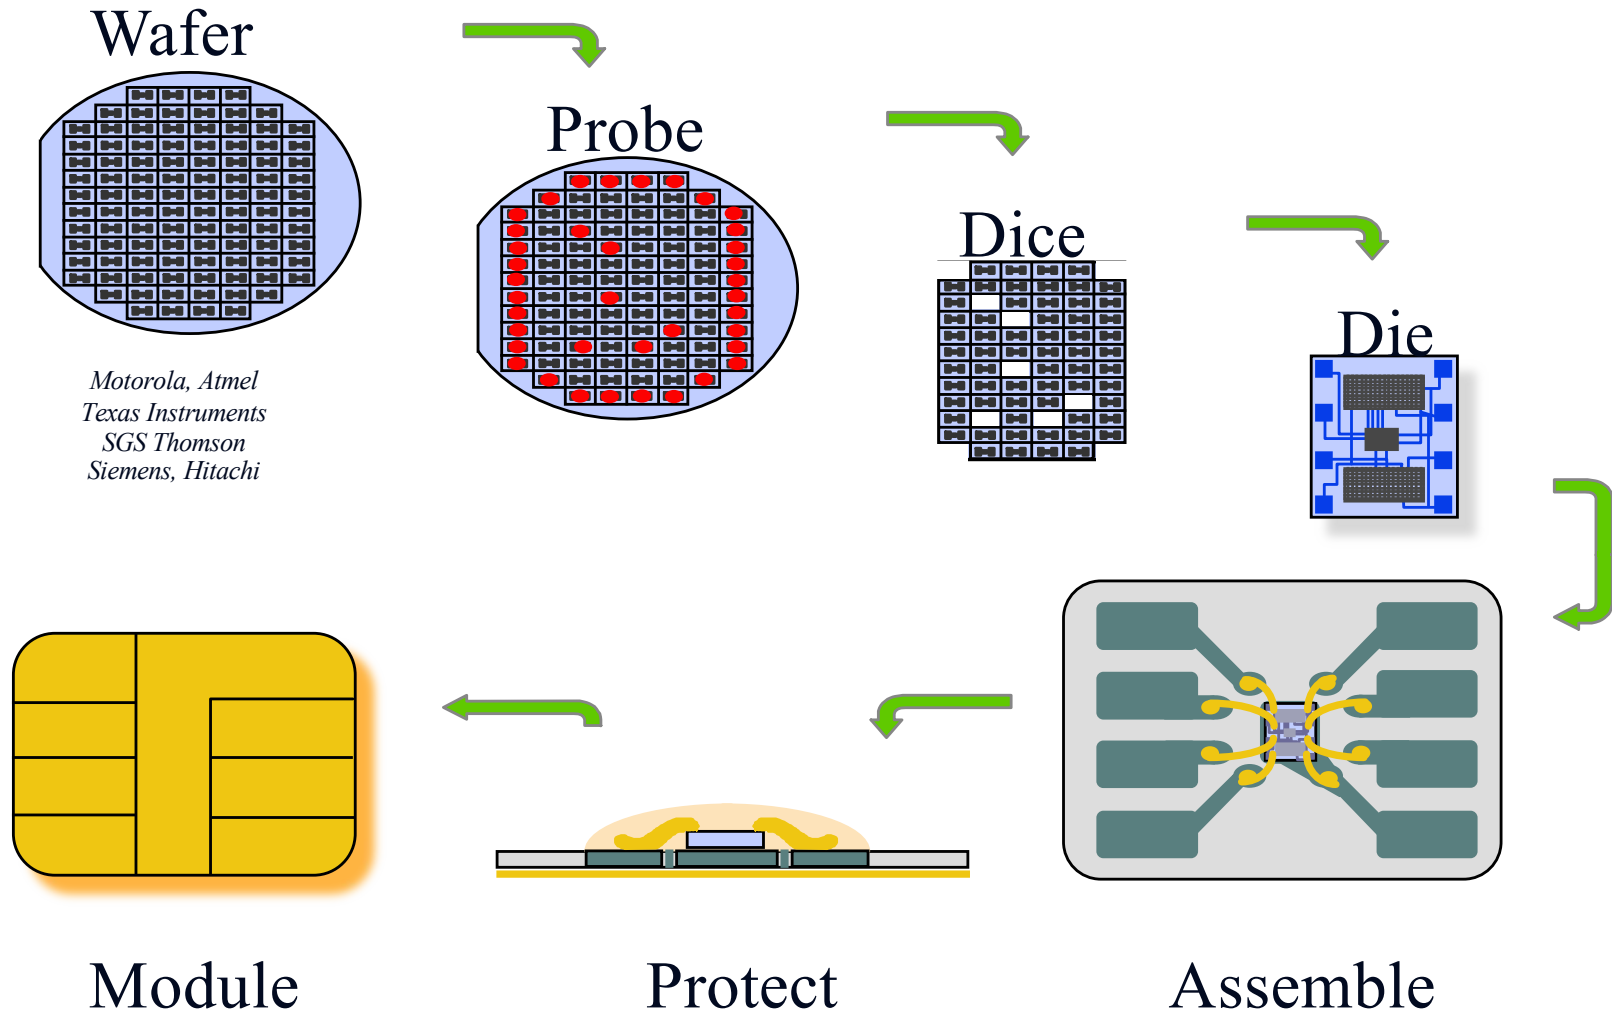 Wafer
Probe
Dice
Die
Motorola, Atmel
Texas Instruments
SGS Thomson
Siemens, Hitachi
Module
Protect
Assemble